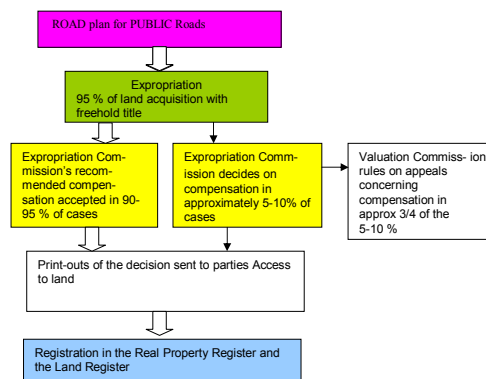 ROAD plan for PUBLIC Roads
Expropriation
95 % of land acquisition with
freehold title
Expropriation Com-
mission's recom-
mended compen-
sation accepted in 90-
95 % of cases
Expropriation Comm-
ission decides on
compensation in
approximately 5-10% of
cases
Valuation Commiss- ion
rules on appeals
concerning
compensation in
approx 3/4 of the
5-10 %
Print-outs of the decision sent to parties Access
to land
Registration in the Real Property Register and
the Land Register